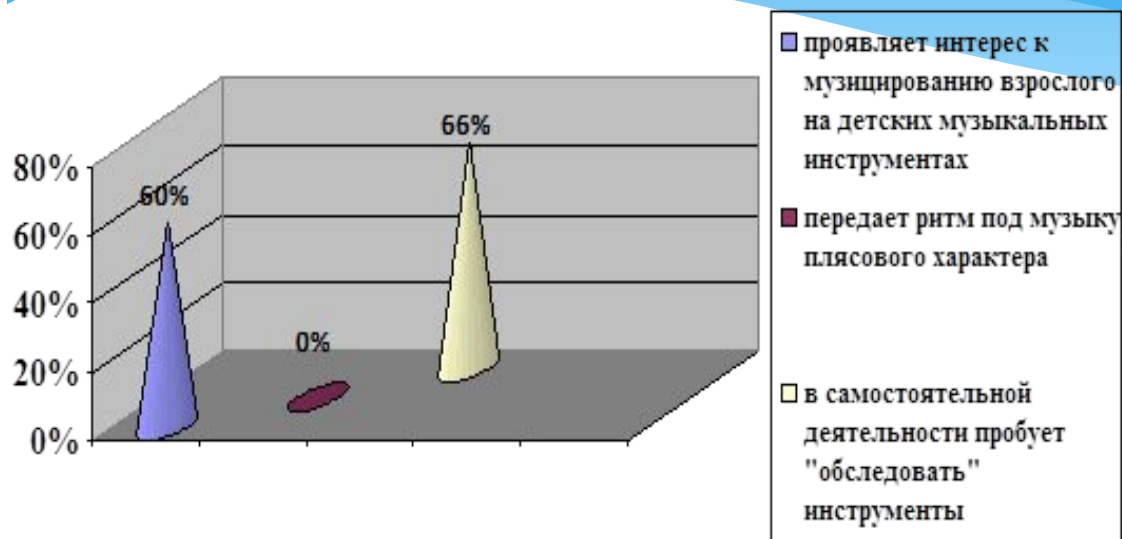 80%
60%
40%
20%
0%
60%
0%
66%
проявляет интерес к
музицированию взрослого
на детских музыкальных
инструментах
передает ритм под музыку
плясового характера
в самостоятельной
деятельности пробует
"обследовать"
инструменты